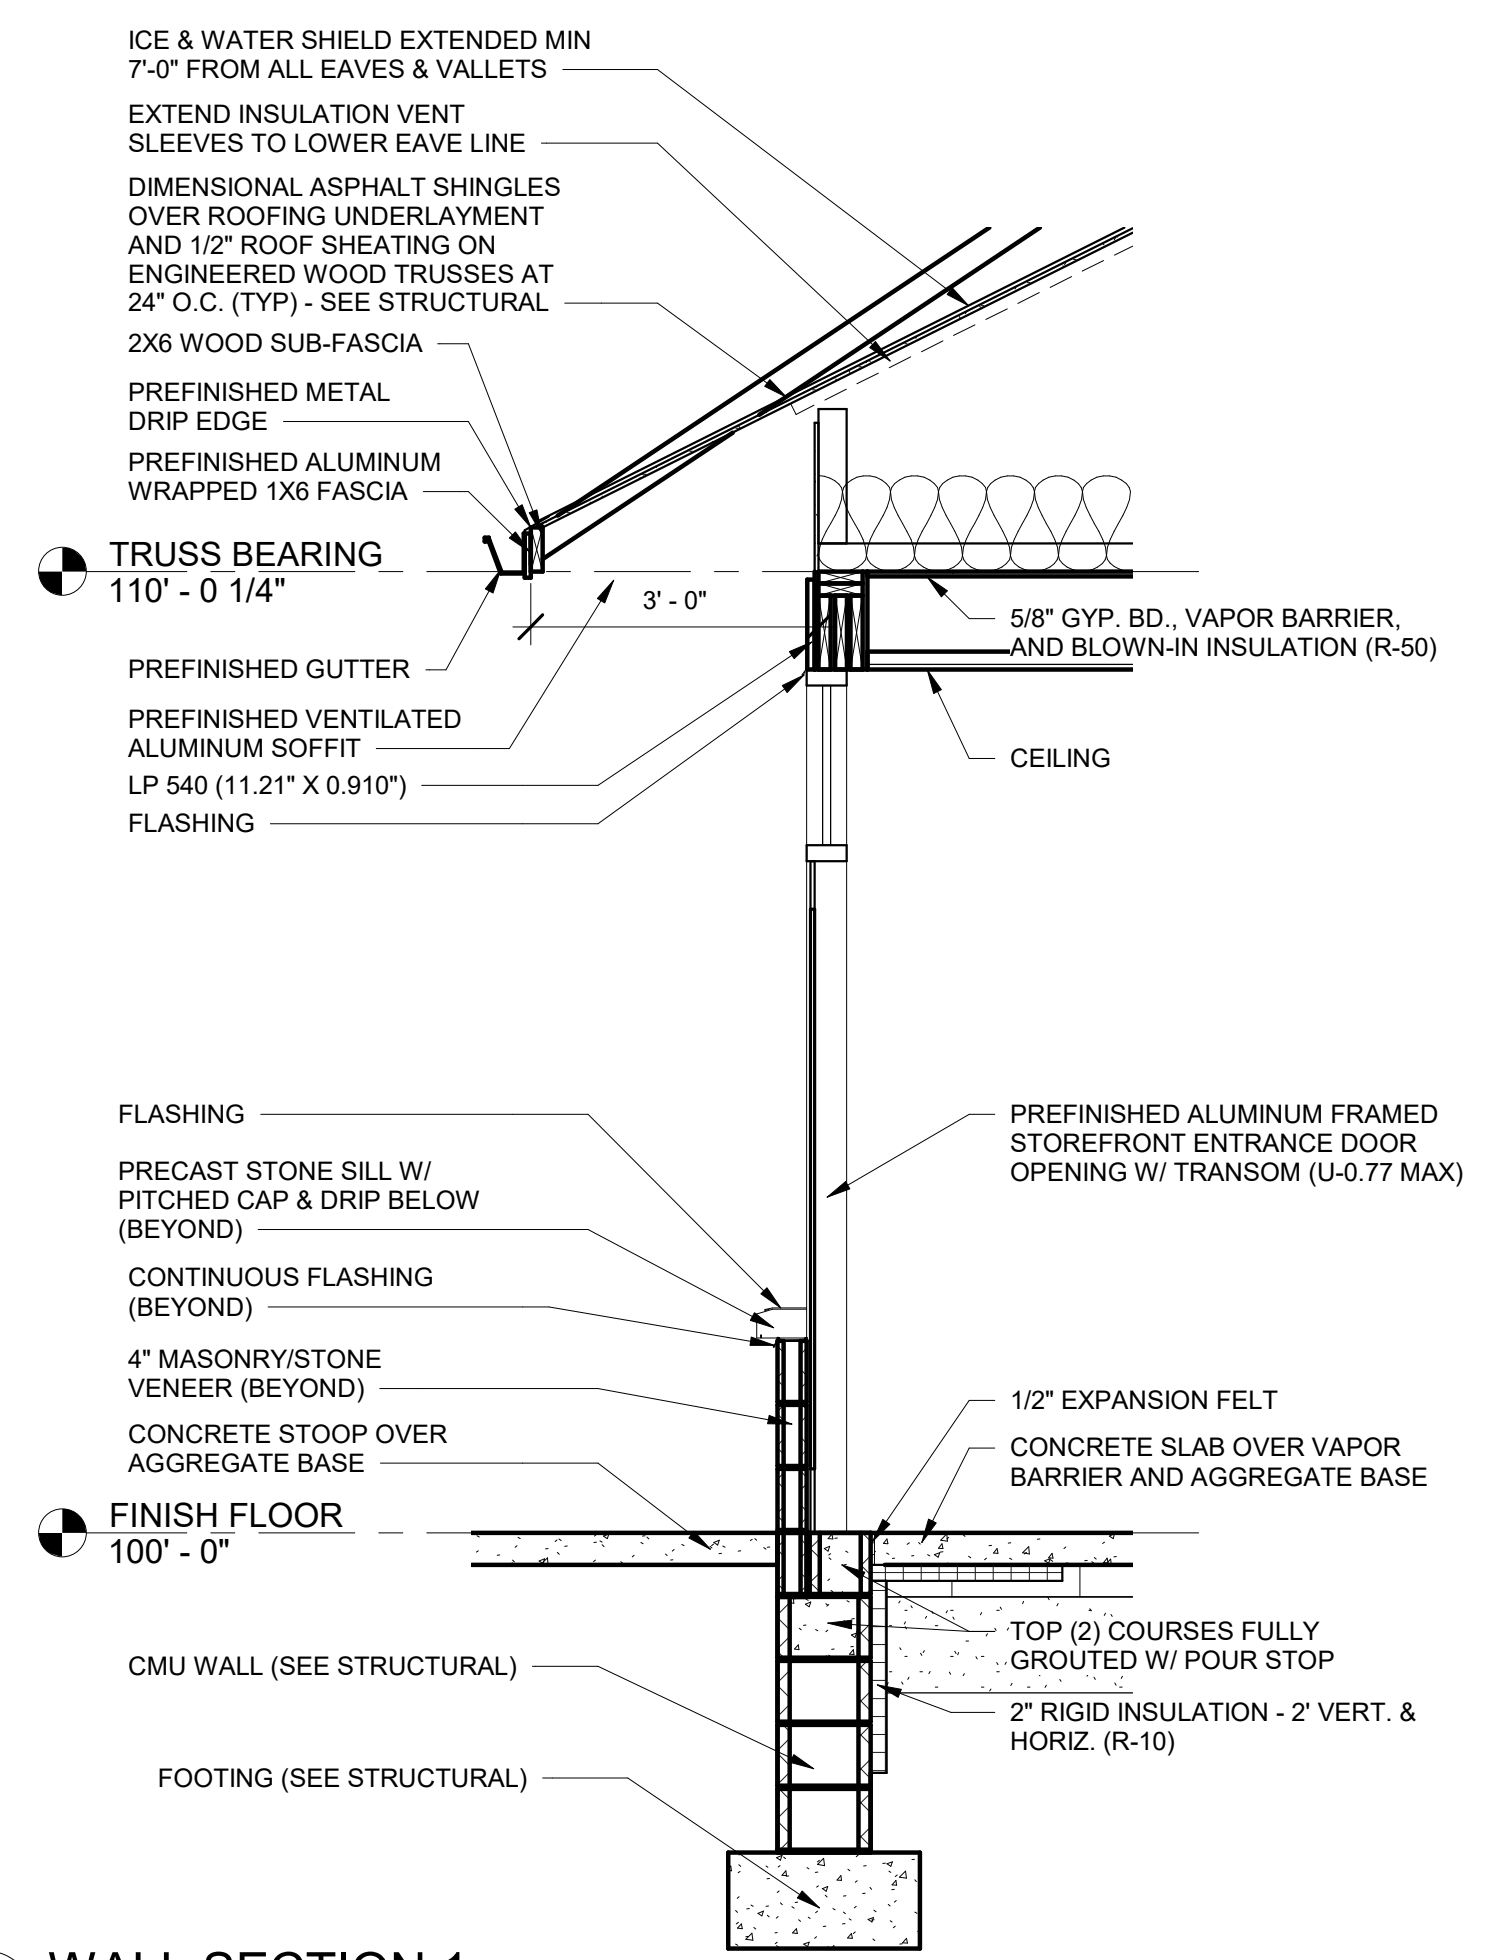 ICE & WATER SHIELD EXTENDED MIN
7'-0" FROM ALL EAVES & VALLETS
EXTEND INSULATION VENT
SLEEVES TO LOWER EAVE LINE
DIMENSIONAL ASPHALT SHINGLES
OVER ROOFING UNDERLAYMENT
AND 1/2" ROOF SHEATING ON
ENGINEERED WOOD TRUSSES AT
24" O.C. (TYP) - SEE STRUCTURAL
2X6 WOOD SUB-FASCIA
PREFINISHED METAL
DRIP EDGE
PREFINISHED ALUMINUM
WRAPPED 1X6 FASCIA
TRUSS BEARING
110' - 0 1/4"
3' - 0"
5/8" GYP. BD., VAPOR BARRIER,
AND BLOWN-IN INSULATION (R-50)
PREFINISHED GUTTER
PREFINISHED VENTILATED
ALUMINUM SOFFIT
CEILING
LP 540 (11.21" X 0.910")
FLASHING
FLASHING
PREFINISHED ALUMINUM FRAMED
STOREFRONT ENTRANCE DOOR
OPENING W/ TRANSOM (U-0.77 MAX)
PRECAST STONE SILL W/
PITCHED CAP & DRIP BELOW
(BEYOND)
CONTINUOUS FLASHING
(BEYOND)
4" MASONRY/STONE
VENEER (BEYOND)
1/2" EXPANSION FELT
CONCRETE STOOP OVER
AGGREGATE BASE
CONCRETE SLAB OVER VAPOR
BARRIER AND AGGREGATE BASE
FINISH FLOOR
100' - 0"
TOP (2) COURSES FULLY
GROUTED W/ POUR STOP
CMU WALL (SEE STRUCTURAL)
2" RIGID INSULATION - 2' VERT. &
HORIZ. (R-10)
FOOTING (SEE STRUCTURAL)
WALL SECTION 1